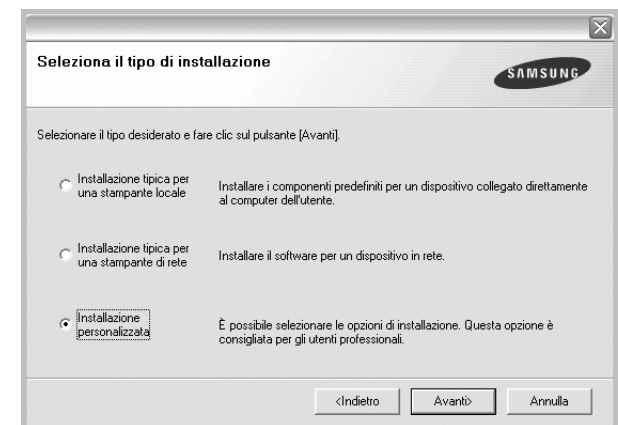 Seleziona il tipo di installazione
SAMSUNG
Selezionare il tipo desiderato e fare clic sul pulsante [Avanti].
Installazione tipica per
una stampante locale
Installare i componenti predefiniti per un dispositivo collegato direttamente
al computer dell'utente.
Installazione tipica per
una stampante di rete
Installare il software per un dispositivo in rete.
Installazione
personalizzata
È possibile selezionare le opzioni di installazione. Questa opzione è
consigliata per gli utenti professionali.
<Indietro
Avanti>
Annulla